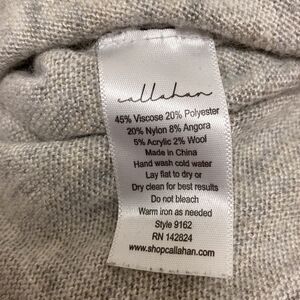 callahan
45% Viscose 20% Polyester
20% Nylon 8% Angora
5% Acrylic 2% Wool
Made in China
Hand wash cold water
Lay flat to dry or
Dry clean for best results
Do not bleach
Warm iron as needed
Style 9162
RN 142824
www.shopcallahan.com